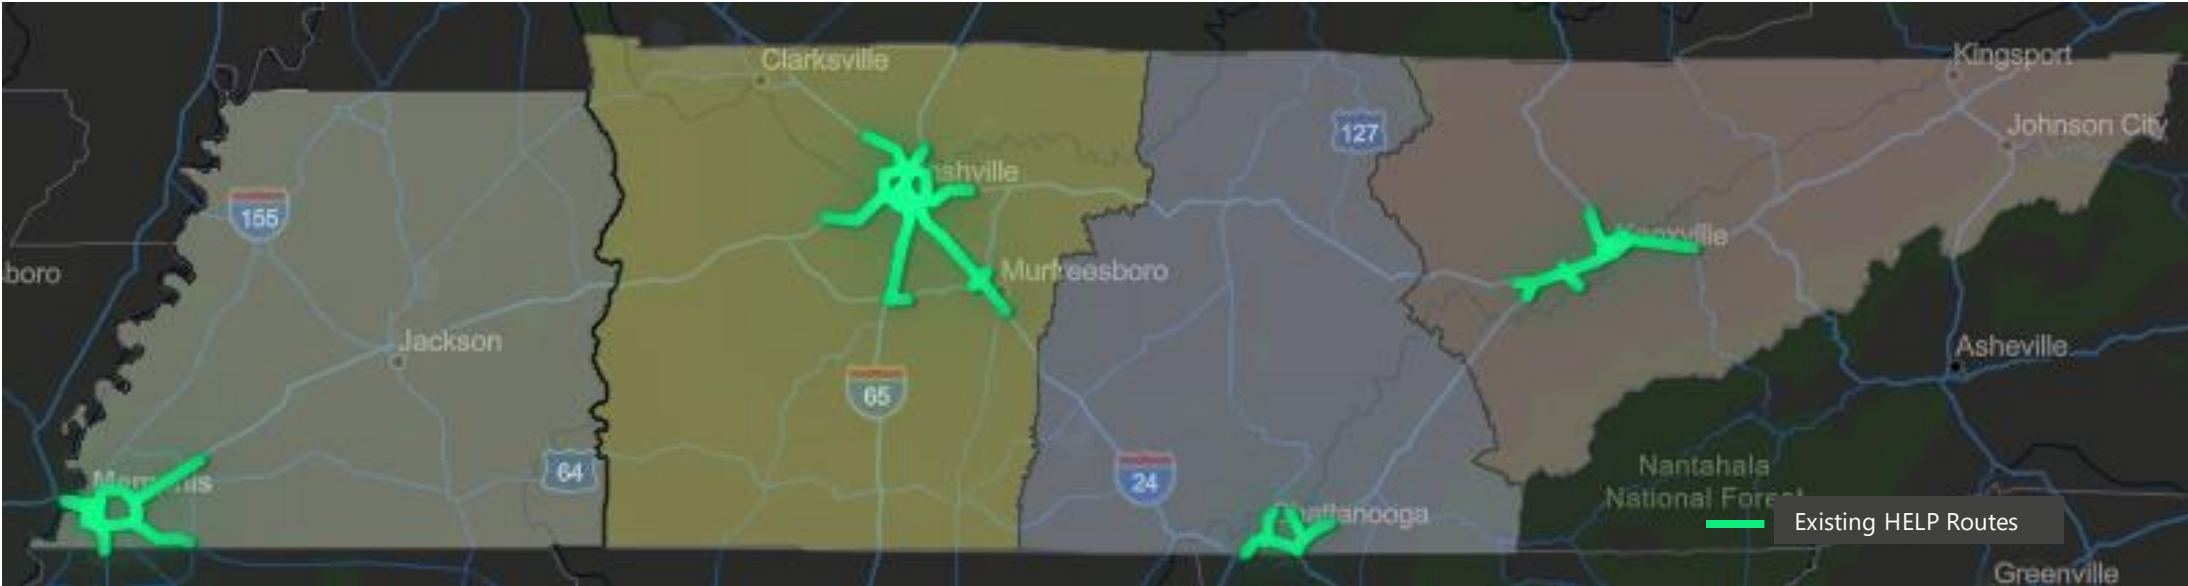 Clarksville
Kingsport
127
Johnson City
155
Murfreesboro
boro
Jackson
Asheville
65
64
24
Nantahala
National Forest
Existing HELP Routes
Greenville